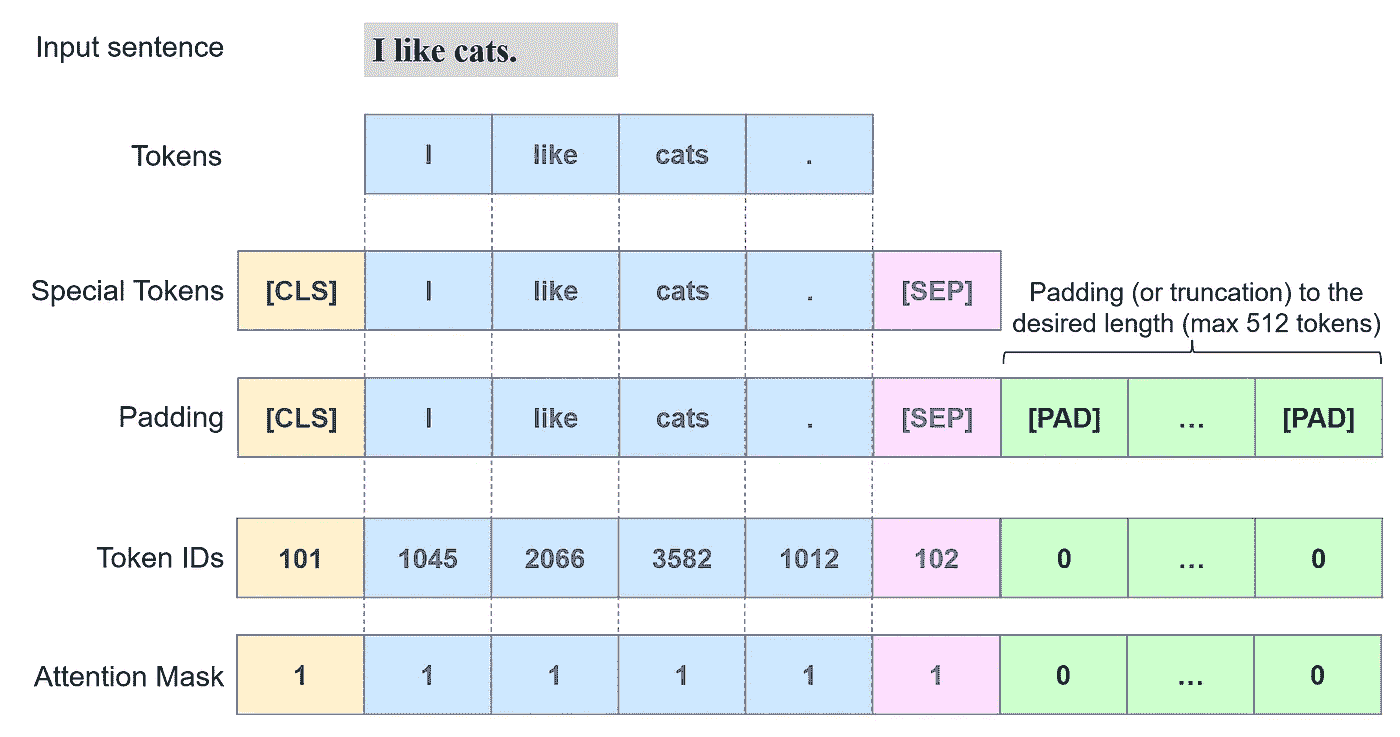 Input sentence
I like cats.
Tokens
I like cats .
Special Tokens
[CLS] I like cats . [SEP]
Padding (or truncation) to the
desired length (max 512 tokens)
Padding
[CLS] I like cats . [SEP] [PAD] ... [PAD]
Token IDs
101 1045 2066 3582 1012 102 0 ... 0
Attention Mask
1 1 1 1 1 1 0 ... 0